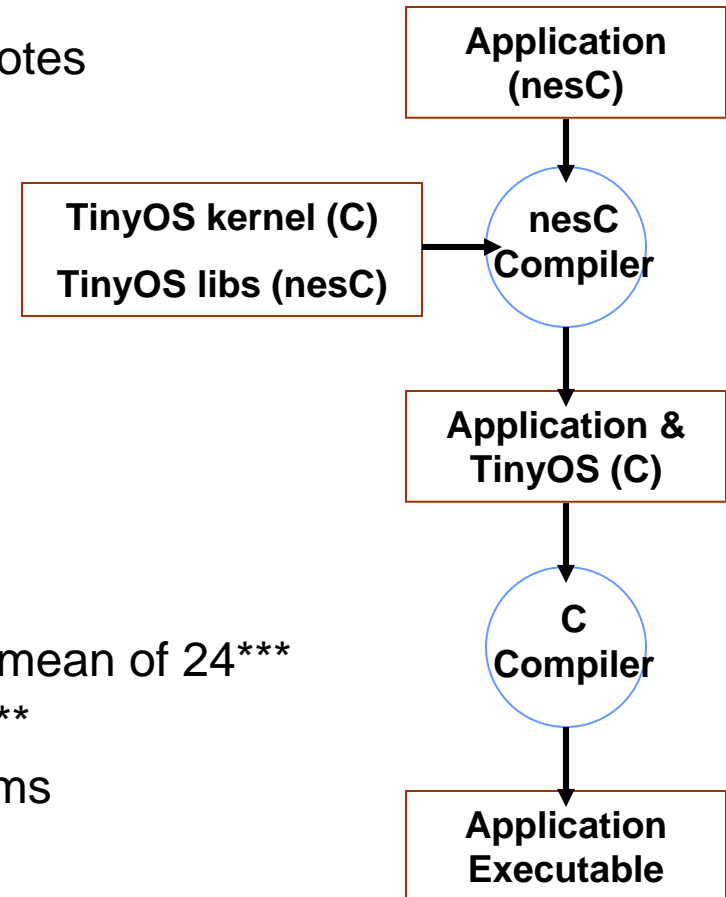 otes
Application
(nesC)
TinyOS kernel (C)
TinyOS libs (nesC)
nesC
Compiler
Application &
TinyOS (C)
mean of 24***
**
ms
C
Compiler
Application
Executable